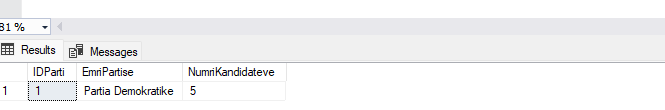 81 %
Results Messages
IDParti EmriPartise NumriKandidateve
1 1 Partia Demokratike 5